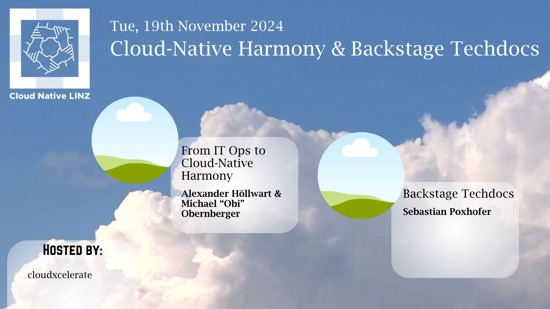 Tue, 19th November 2024
Cloud-Native Harmony & Backstage Techdocs
Cloud Native LINZ
From IT Ops to
Cloud-Native
Harmony
Alexander Höllwart &
Michael “Obi”
Obernberger
Backstage Techdocs
Sebastian Poxhofer
HOSTED BY:
cloudxcelerate